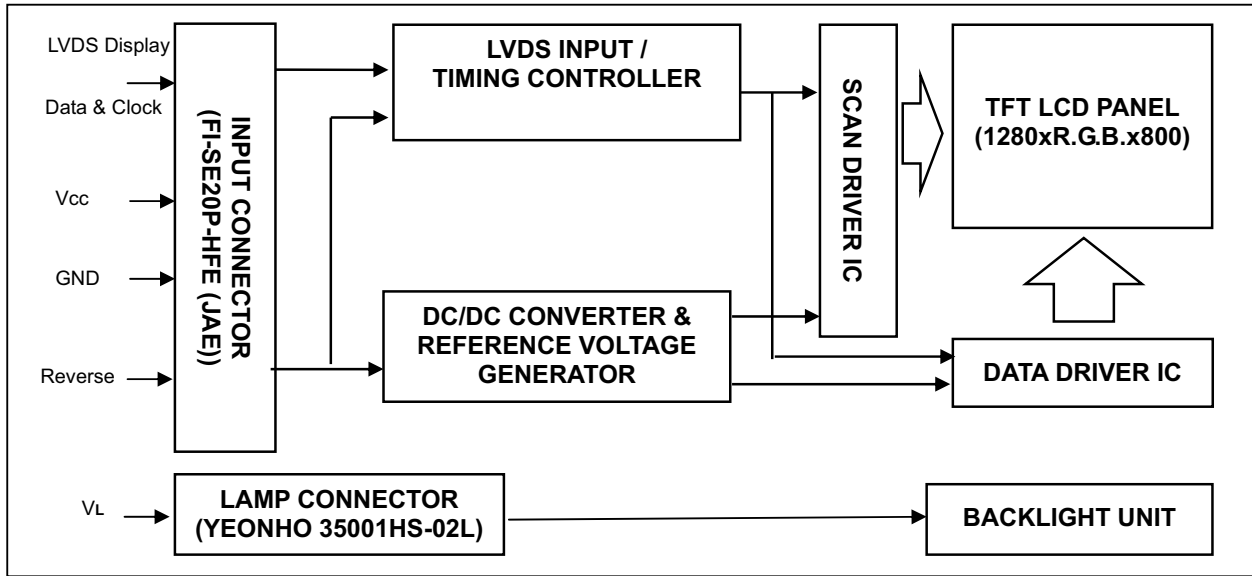 LVDS Display
Data & Clock
Vcc
GND
Reverse
INPUT CONNECTOR
(FI-SE20P-HFE (JAE))
LVDS INPUT /
TIMING CONTROLLER
DC/DC CONVERTER &
REFERENCE VOLTAGE
GENERATOR
SCAN DRIVER IC
TFT LCD PANEL
(1280xR.G.B.x800)
DATA DRIVER IC
VL
LAMP CONNECTOR
(YEONHO 35001HS-02L)
BACKLIGHT UNIT